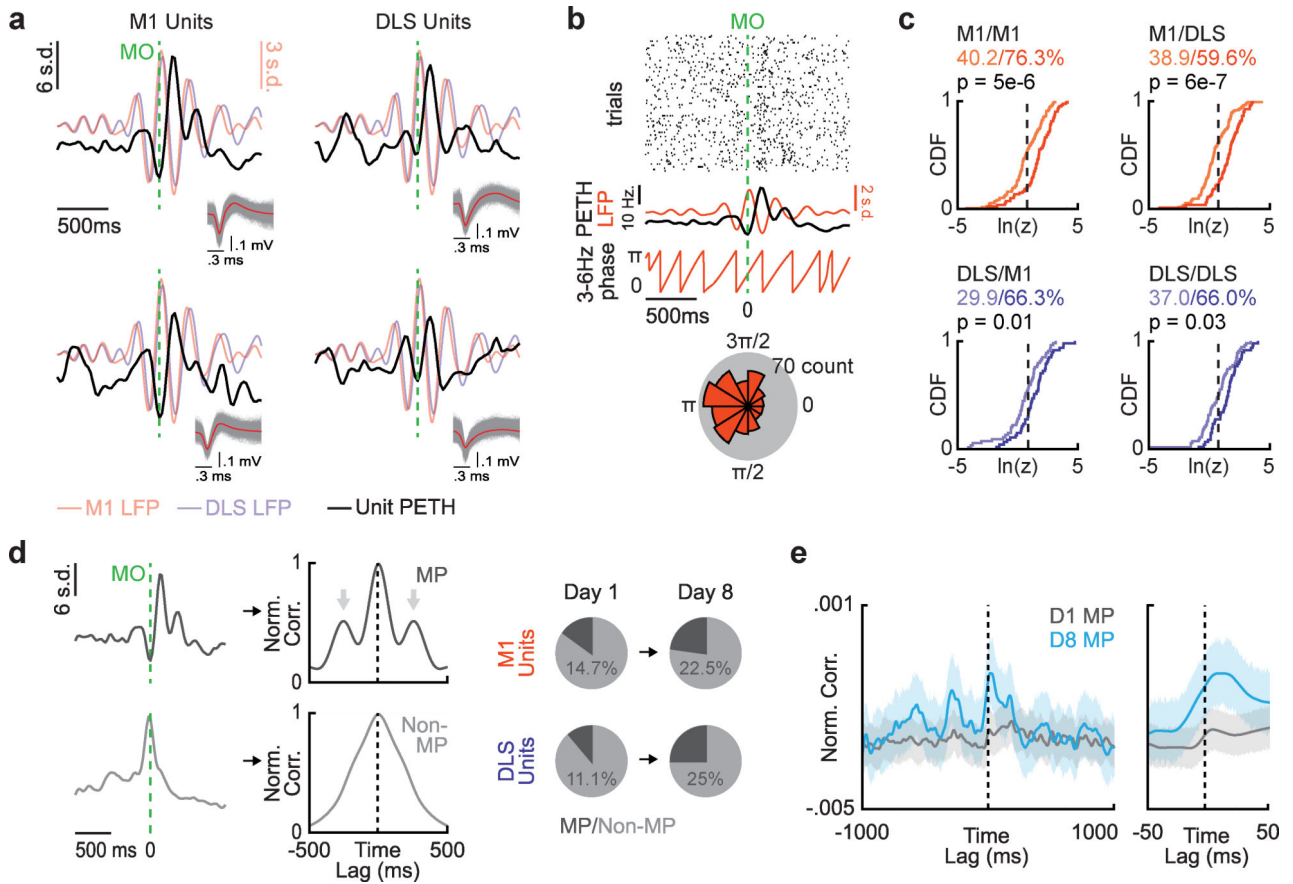 a
M1 Units
DLS Units
6 s.d.
MO
3 s.d.
500ms
.1 mV
.3 ms
.1 mV
.3 ms
.1 mV
.3 ms
.1 mV
.3 ms
M1 LFP
DLS LFP
Unit PETH
b
MO
trials
PETH
LFP
10 Hz.
2 s.d.
3-6Hz
phase
π
0
500ms
0
3π/2
70 count
π
0
π/2
c
M1/M1
40.2/76.3%
p = 5e-6
1
CDF
-5
ln(z)
5
M1/DLS
38.9/59.6%
p = 6e-7
1
CDF
-5
ln(z)
5
DLS/M1
29.9/66.3%
p = 0.01
1
CDF
0
-5
ln(z)
5
DLS/DLS
37.0/66.0%
p = 0.03
1
CDF
0
-5
ln(z)
5
d
6 s.d.
MO
1
MP
Norm.
Corr.
0
1
Non-
MP
Norm.
Corr.
0
500 ms
0
-500
Time
500
Lag (ms)
Day 1
Day 8
M1
Units
14.7%
22.5%
DLS
Units
11.1%
25%
MP/Non-MP
e
.001
D1 MP
D8 MP
Norm. Corr.
-.005
-1000
Time
1000
Lag (ms)
-50
Time
50
Lag (ms)